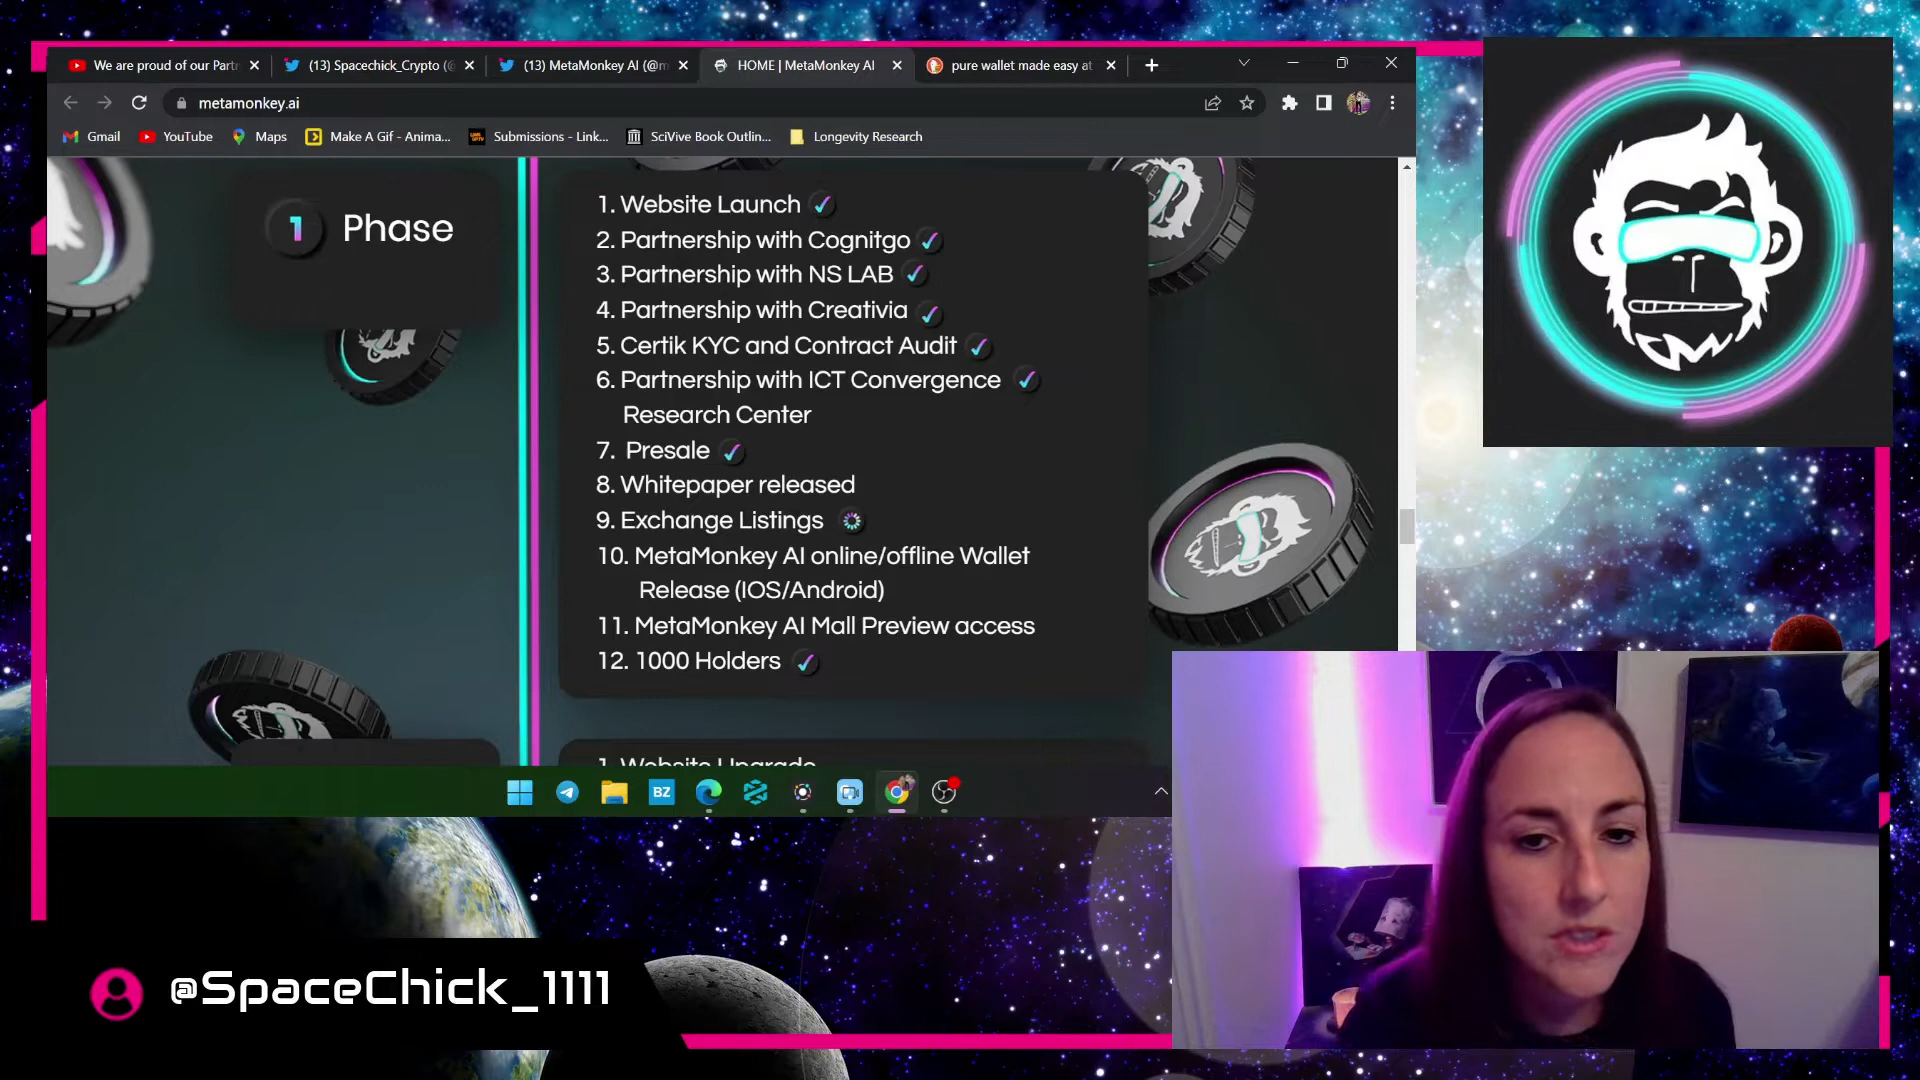 We are proud of our Partn
(13) Spacechick_Crypto (@
(13) MetaMonkey AI (@m
HOME | MetaMonkey AI
pure wallet made easy at
metamonkey.ai
Gmail
YouTube
Maps
Make A Gif - Anima...
Submissions - Link...
SciVive Book Outlin...
Longevity Research
1 Phase
1. Website Launch
2. Partnership with Cognitgo
3. Partnership with NS LAB
4. Partnership with Creativia
5. Certik KYC and Contract Audit
6. Partnership with ICT Convergence
Research Center
7. Presale
8. Whitepaper released
9. Exchange Listings
10. MetaMonkey AI online/offline Wallet
Release (IOS/Android)
11. MetaMonkey AI Mall Preview access
12. 1000 Holders
1. Website Upgrade
BZ
@SpaceChick_1111